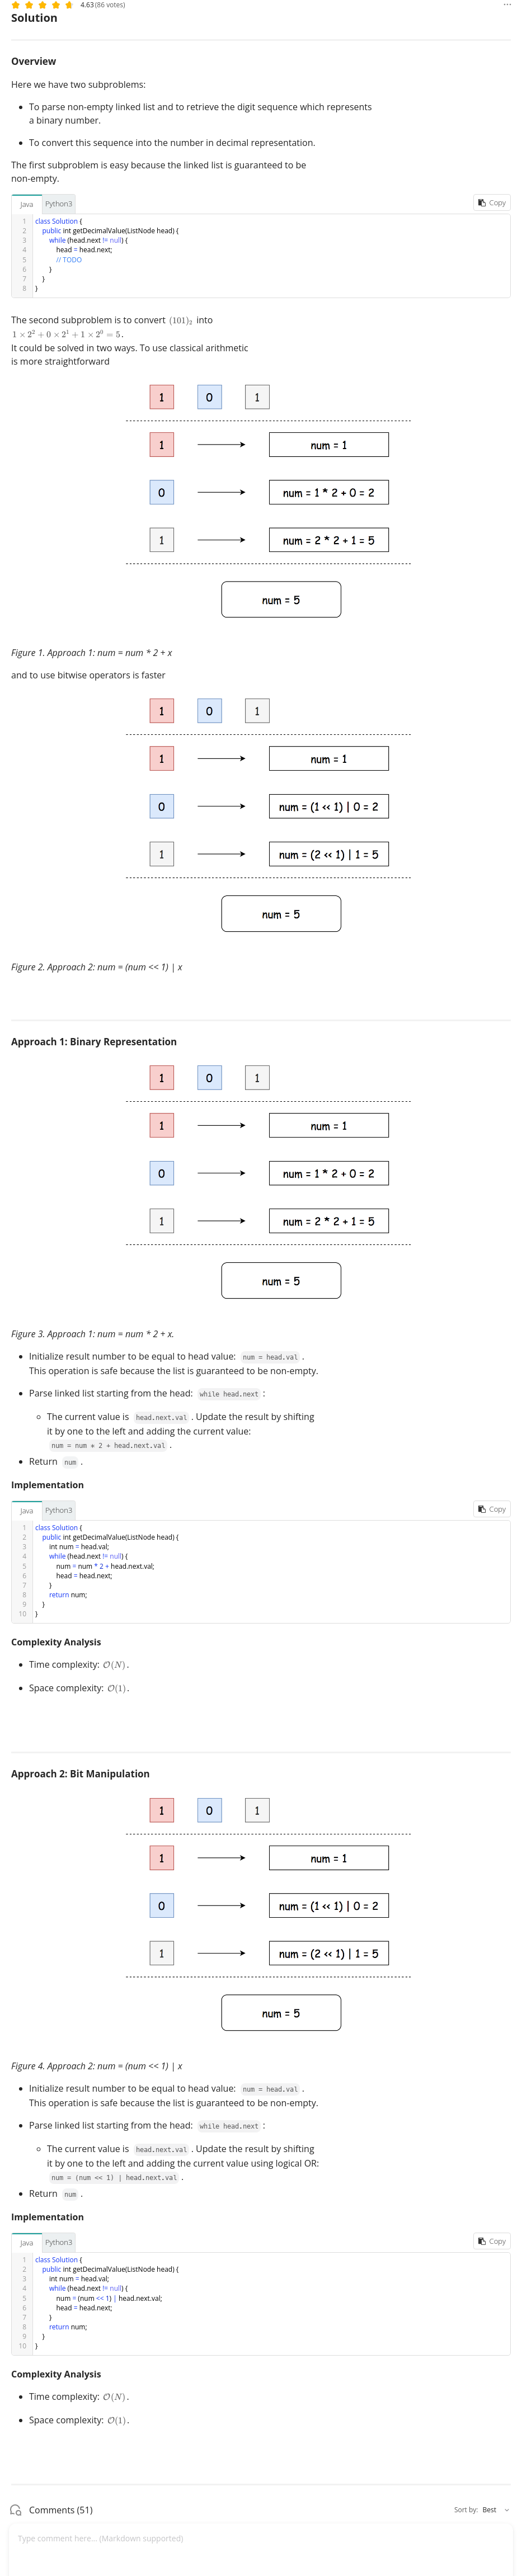 4.63 (86 votes)
Solution
Overview
Here we have two subproblems:
• To parse non-empty linked list and to retrieve the digit sequence which represents
a binary number.
• To convert this sequence into the number in decimal representation.
The first subproblem is easy because the linked list is guaranteed to be
non-empty.
Java Python3 Copy
1 class Solution {
2 public int getDecimalValue(ListNode head) {
3 while (head.next != null) {
4 head = head.next;
5 // TODO
6 }
7 }
8 }
The second subproblem is to convert (101)₂ into
1 × 2² + 0 × 2¹ + 1 × 2⁰ = 5.
It could be solved in two ways. To use classical arithmetic
is more straightforward
1 0 1
1 num = 1
0 num = 1 * 2 + 0 = 2
1 num = 2 * 2 + 1 = 5
num = 5
Figure 1. Approach 1: num = num * 2 + x
and to use bitwise operators is faster
1 0 1
1 num = 1
0 num = (1 << 1) | 0 = 2
1 num = (2 << 1) | 1 = 5
num = 5
Figure 2. Approach 2: num = (num << 1) | x
Approach 1: Binary Representation
1 0 1
1 num = 1
0 num = 1 * 2 + 0 = 2
1 num = 2 * 2 + 1 = 5
num = 5
Figure 3. Approach 1: num = num * 2 + x.
• Initialize result number to be equal to head value: num = head.val .
This operation is safe because the list is guaranteed to be non-empty.
• Parse linked list starting from the head: while head.next :
○ The current value is head.next.val . Update the result by shifting
it by one to the left and adding the current value:
num = num * 2 + head.next.val .
• Return num .
Implementation
Java Python3 Copy
1 class Solution {
2 public int getDecimalValue(ListNode head) {
3 int num = head.val;
4 while (head.next != null) {
5 num = num * 2 + head.next.val;
6 head = head.next;
7 }
8 return num;
9 }
10 }
Complexity Analysis
• Time complexity: O(N).
• Space complexity: O(1).
Approach 2: Bit Manipulation
1 0 1
1 num = 1
0 num = (1 << 1) | 0 = 2
1 num = (2 << 1) | 1 = 5
num = 5
Figure 4. Approach 2: num = (num << 1) | x
• Initialize result number to be equal to head value: num = head.val .
This operation is safe because the list is guaranteed to be non-empty.
• Parse linked list starting from the head: while head.next :
○ The current value is head.next.val . Update the result by shifting
it by one to the left and adding the current value using logical OR:
num = (num << 1) | head.next.val .
• Return num .
Implementation
Java Python3 Copy
1 class Solution {
2 public int getDecimalValue(ListNode head) {
3 int num = head.val;
4 while (head.next != null) {
5 num = (num << 1) | head.next.val;
6 head = head.next;
7 }
8 return num;
9 }
10 }
Complexity Analysis
• Time complexity: O(N).
• Space complexity: O(1).
Comments (51) Sort by: Best
Type comment here... (Markdown supported)